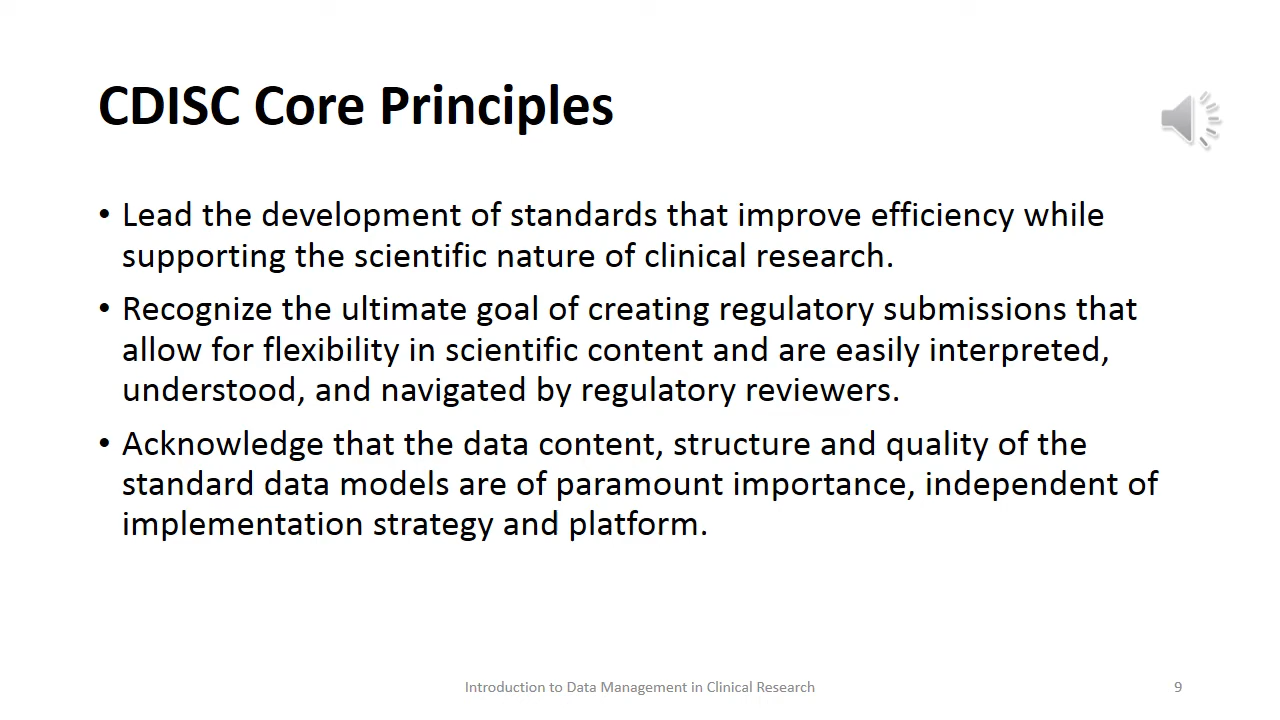 CDISC Core Principles
• Lead the development of standards that improve efficiency while
supporting the scientific nature of clinical research.
• Recognize the ultimate goal of creating regulatory submissions that
allow for flexibility in scientific content and are easily interpreted,
understood, and navigated by regulatory reviewers.
• Acknowledge that the data content, structure and quality of the
standard data models are of paramount importance, independent of
implementation strategy and platform.
Introduction to Data Management in Clinical Research
9